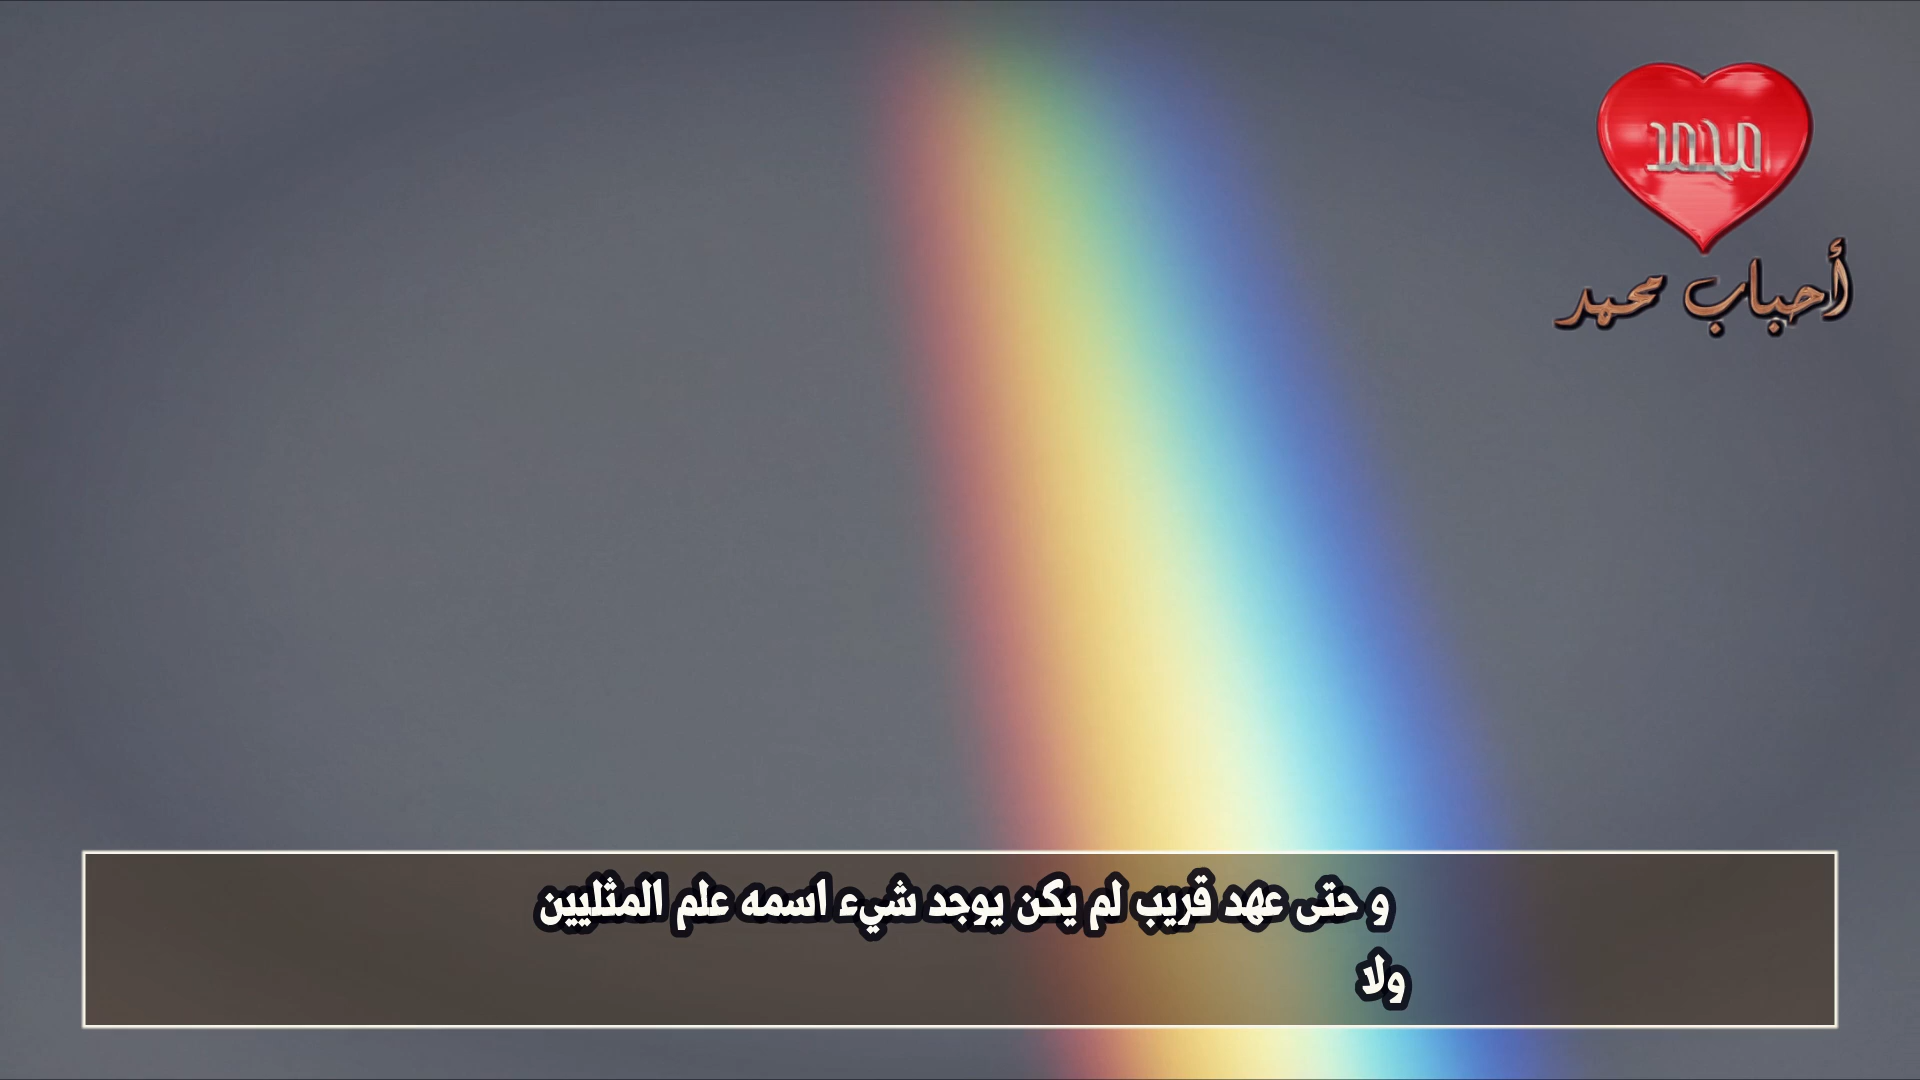 محمد
أحباب محمد
و حتى عهد قريب لم يكن يوجد شيء اسمه علم المثليين
ولا